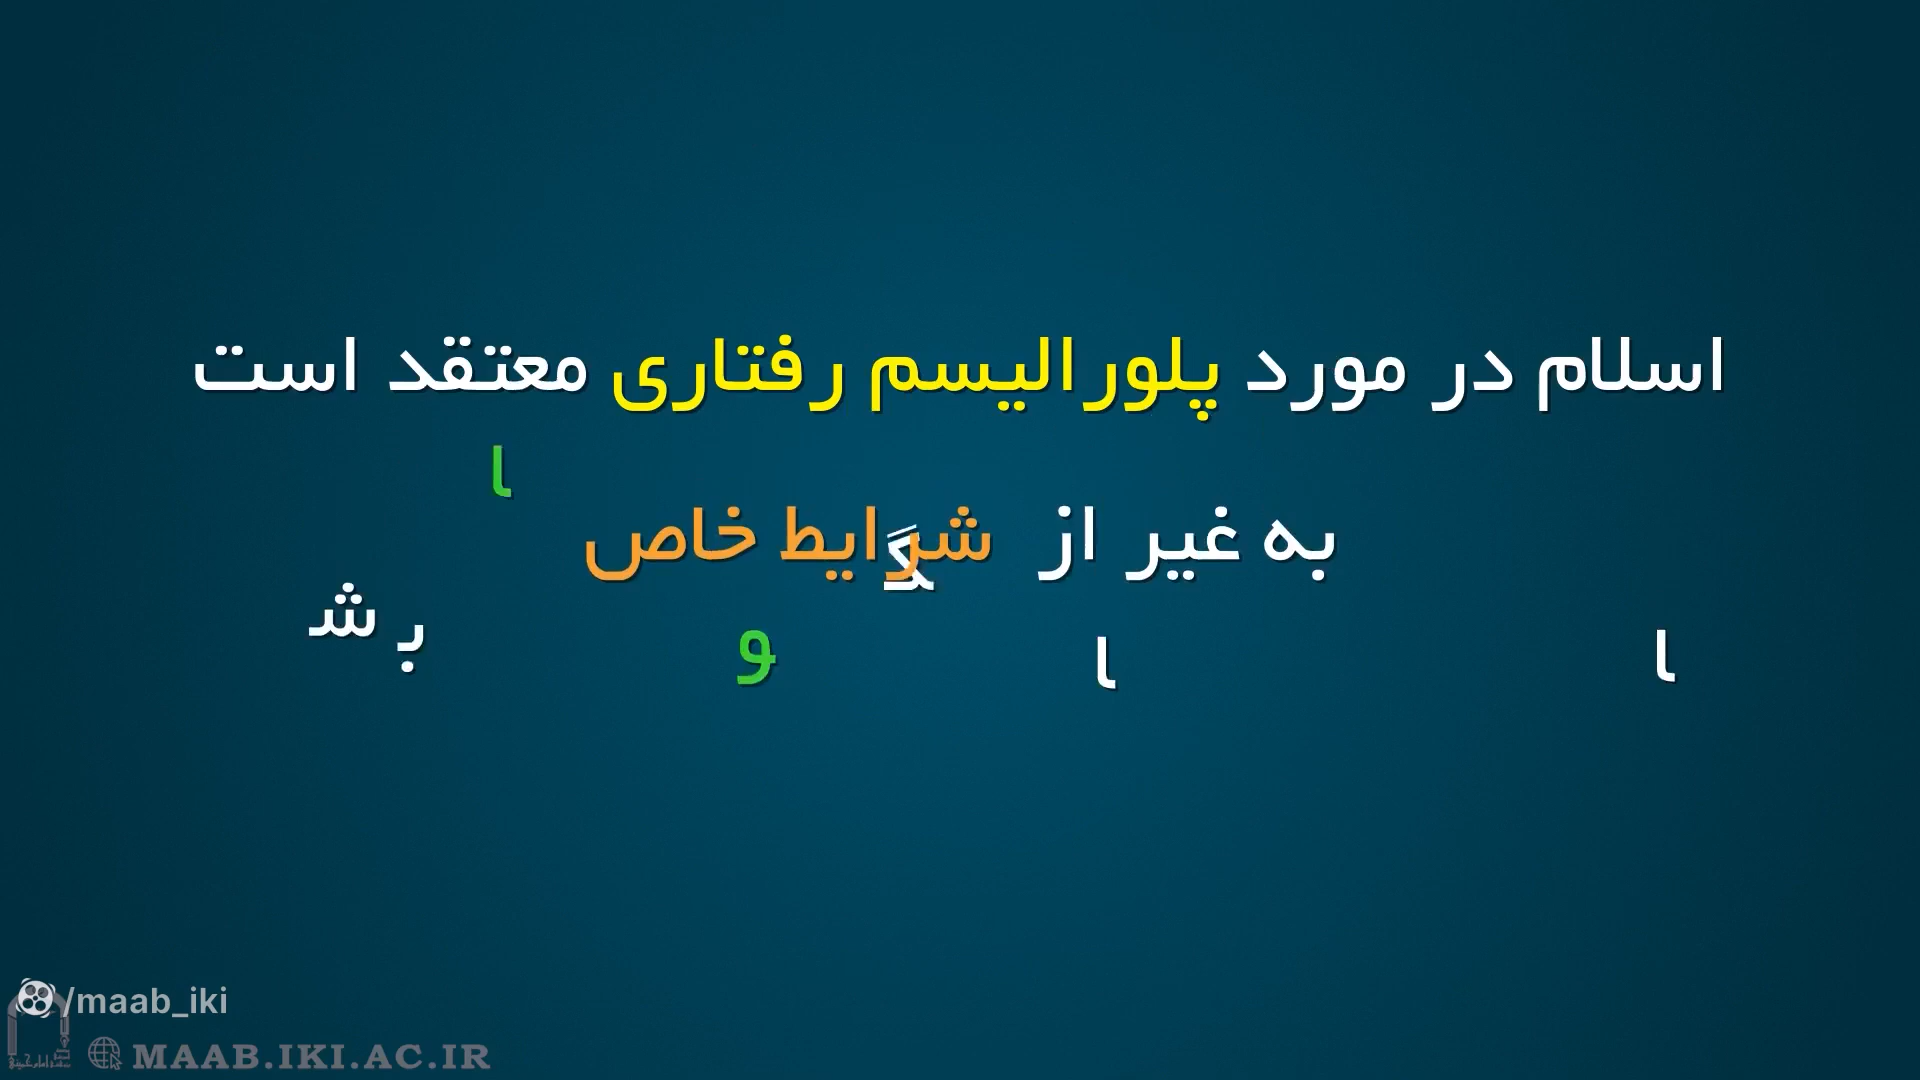 اسلام در مورد پلورالیسم رفتاری معتقد است
به غیر از شرایط خاص
/maab_iki
MAAB.IKI.AC.IR